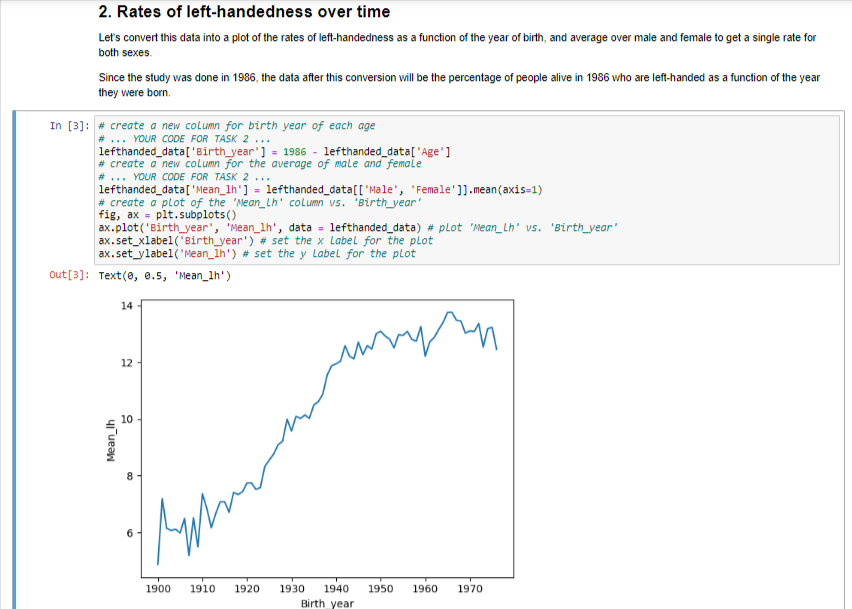 2. Rates of left-handedness over time
Let's convert this data into a plot of the rates of left-handedness as a function of the year of birth, and average over male and female to get a single rate for
both sexes.
Since the study was done in 1986, the data after this conversion will be the percentage of people alive in 1986 who are left-handed as a function of the year
they were born.
In [3]: # create a new column for birth year of each age
# ... YOUR CODE FOR TASK 2 ...
lefthanded_data['Birth_year'] = 1986 - lefthanded_data['Age']
# create a new column for the average of male and female
# ... YOUR CODE FOR TASK 2 ...
lefthanded_data['Mean_lh'] = lefthanded_data[['Male', 'Female']].mean(axis=1)
# create a plot of the 'Mean_lh' column vs. 'Birth_year'
fig, ax = plt.subplots()
ax.plot('Birth_year', 'Mean_lh', data = lefthanded_data) # plot 'Mean_lh' vs. 'Birth_year'
ax.set_xlabel('Birth_year') # set the x label for the plot
ax.set_ylabel('Mean_lh') # set the y label for the plot
Out[3]: Text(0, 0.5, 'Mean_lh')
14
12
10
8
6
Mean_lh
1900 1910 1920 1930 1940 1950 1960 1970
Birth_year